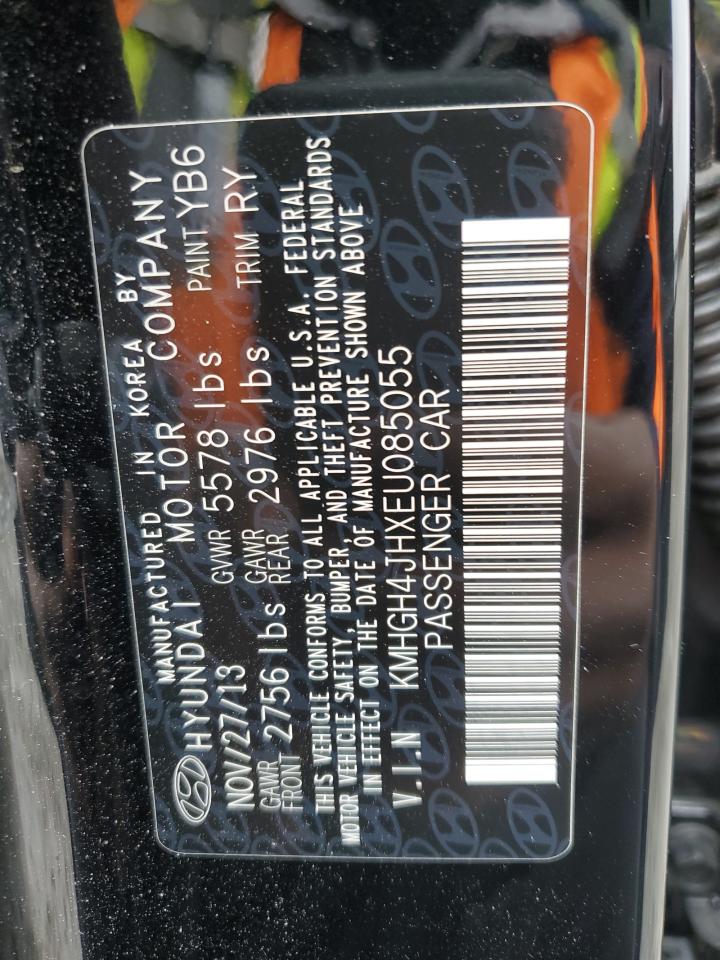 MANUFACTURED IN KOREA BY
HYUNDAI MOTOR COMPANY
NOV/27/13 GVWR 5578 lbs PAINT YB6
GAWR FRONT 2756 lbs GAWR REAR 2976 lbs TRIM RY
THIS VEHICLE CONFORMS TO ALL APPLICABLE U.S.A. FEDERAL
MOTOR VEHICLE SAFETY, BUMPER, AND THEFT PREVENTION STANDARDS
IN EFFECT ON THE DATE OF MANUFACTURE SHOWN ABOVE.
V.I.N KMHGH4JHXEU085055
PASSENGER CAR